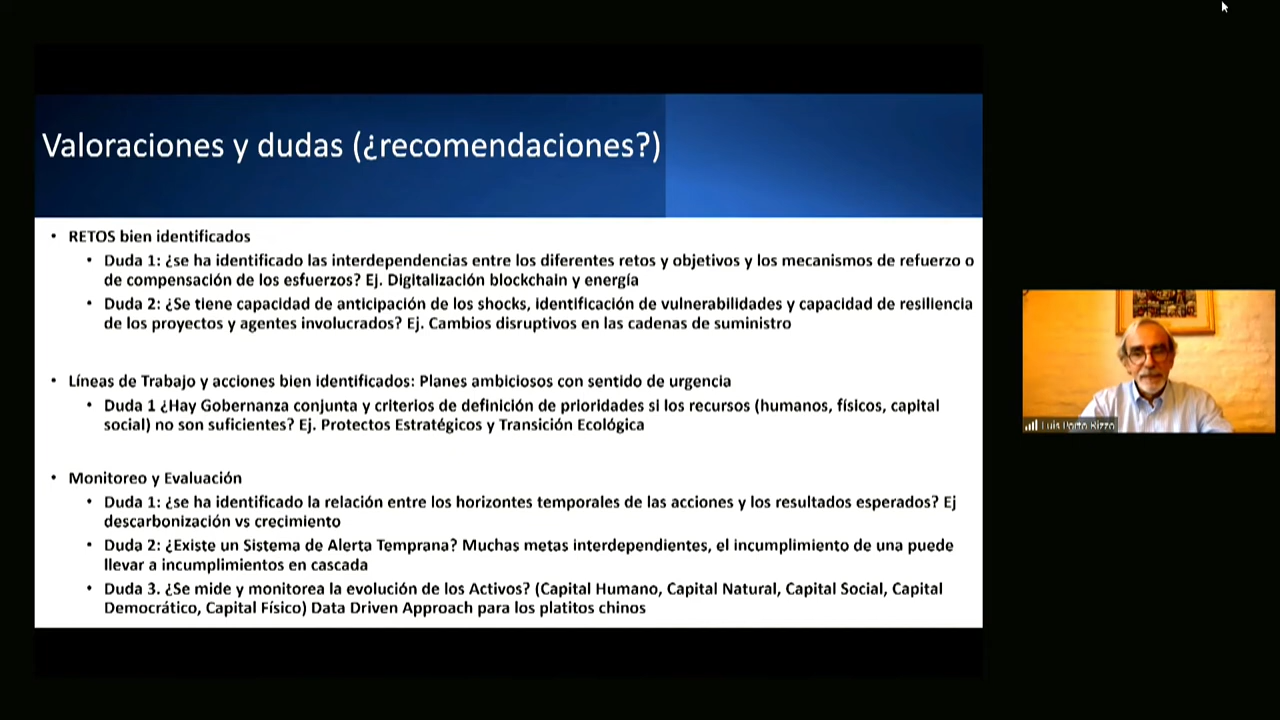 Valoraciones y dudas (¿recomendaciones?)
• RETOS bien identificados
• Duda 1: ¿se ha identificado las interdependencias entre los diferentes retos y objetivos y los mecanismos de refuerzo o
de compensación de los esfuerzos? Ej. Digitalización blockchain y energía
• Duda 2: ¿Se tiene capacidad de anticipación de los shocks, identificación de vulnerabilidades y capacidad de resiliencia
de los proyectos y agentes involucrados? Ej. Cambios disruptivos en las cadenas de suministro
• Líneas de Trabajo y acciones bien identificados: Planes ambiciosos con sentido de urgencia
• Duda 1 ¿Hay Gobernanza conjunta y criterios de definición de prioridades si los recursos (humanos, físicos, capital
social) no son suficientes? Ej. Protectos Estratégicos y Transición Ecológica
• Monitoreo y Evaluación
• Duda 1: ¿se ha identificado la relación entre los horizontes temporales de las acciones y los resultados esperados? Ej
descarbonización vs crecimiento
• Duda 2: ¿Existe un Sistema de Alerta Temprana? Muchas metas interdependientes, el incumplimiento de una puede
llevar a incumplimientos en cascada
• Duda 3. ¿Se mide y monitorea la evolución de los Activos? (Capital Humano, Capital Natural, Capital Social, Capital
Democrático, Capital Físico) Data Driven Approach para los platitos chinos
Luis Porto Rizzo